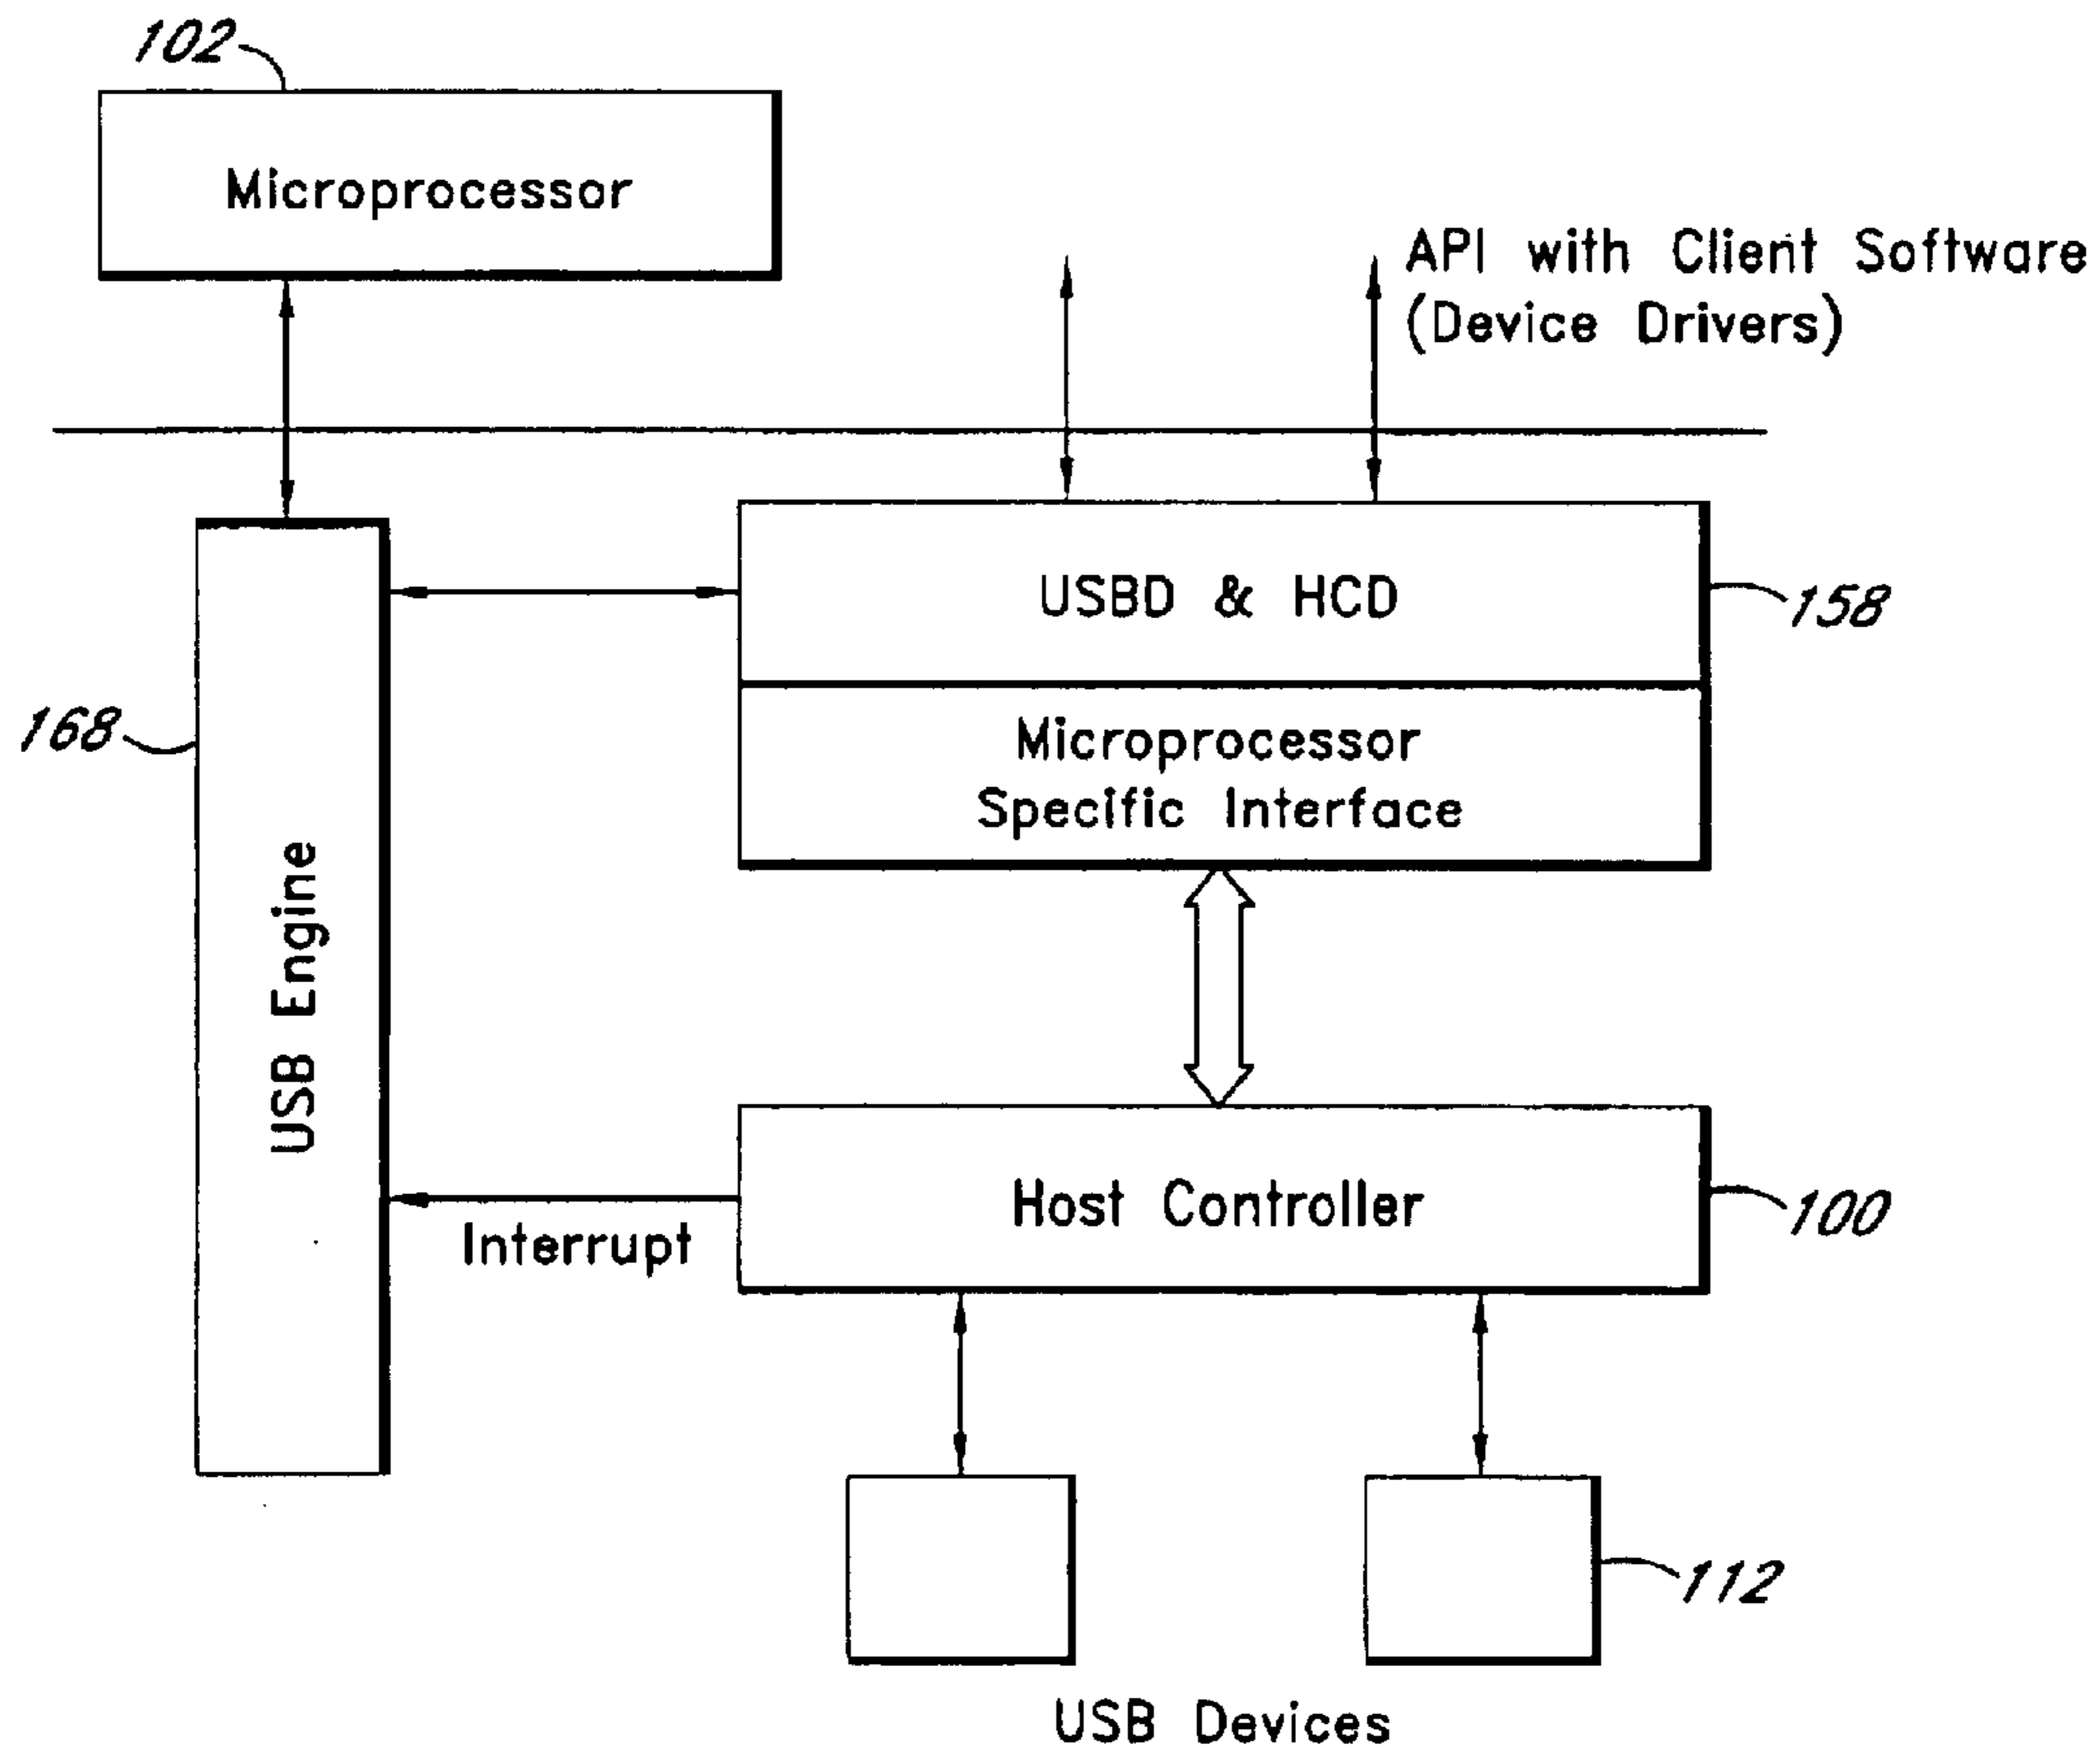 102
Microprocessor
API with Client Software
(Device Drivers)
USBD & HCD
158
Microprocessor
Specific Interface
168
USB Engine
Host Controller
100
Interrupt
112
USB Devices